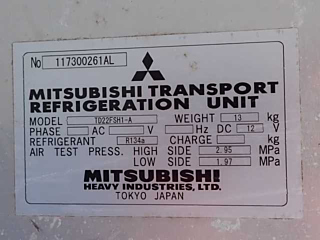 No 117300261AL
MITSUBISHI TRANSPORT
REFRIGERATION UNIT
MODEL TD22FSH1-A WEIGHT 13 kg
PHASE AC V Hz DC 12 V
REFRIGERANT R134a CHARGE kg
AIR TEST PRESS. HIGH SIDE 2.95 MPa
LOW SIDE 1.97 MPa
MITSUBISHI
HEAVY INDUSTRIES, LTD.
TOKYO JAPAN